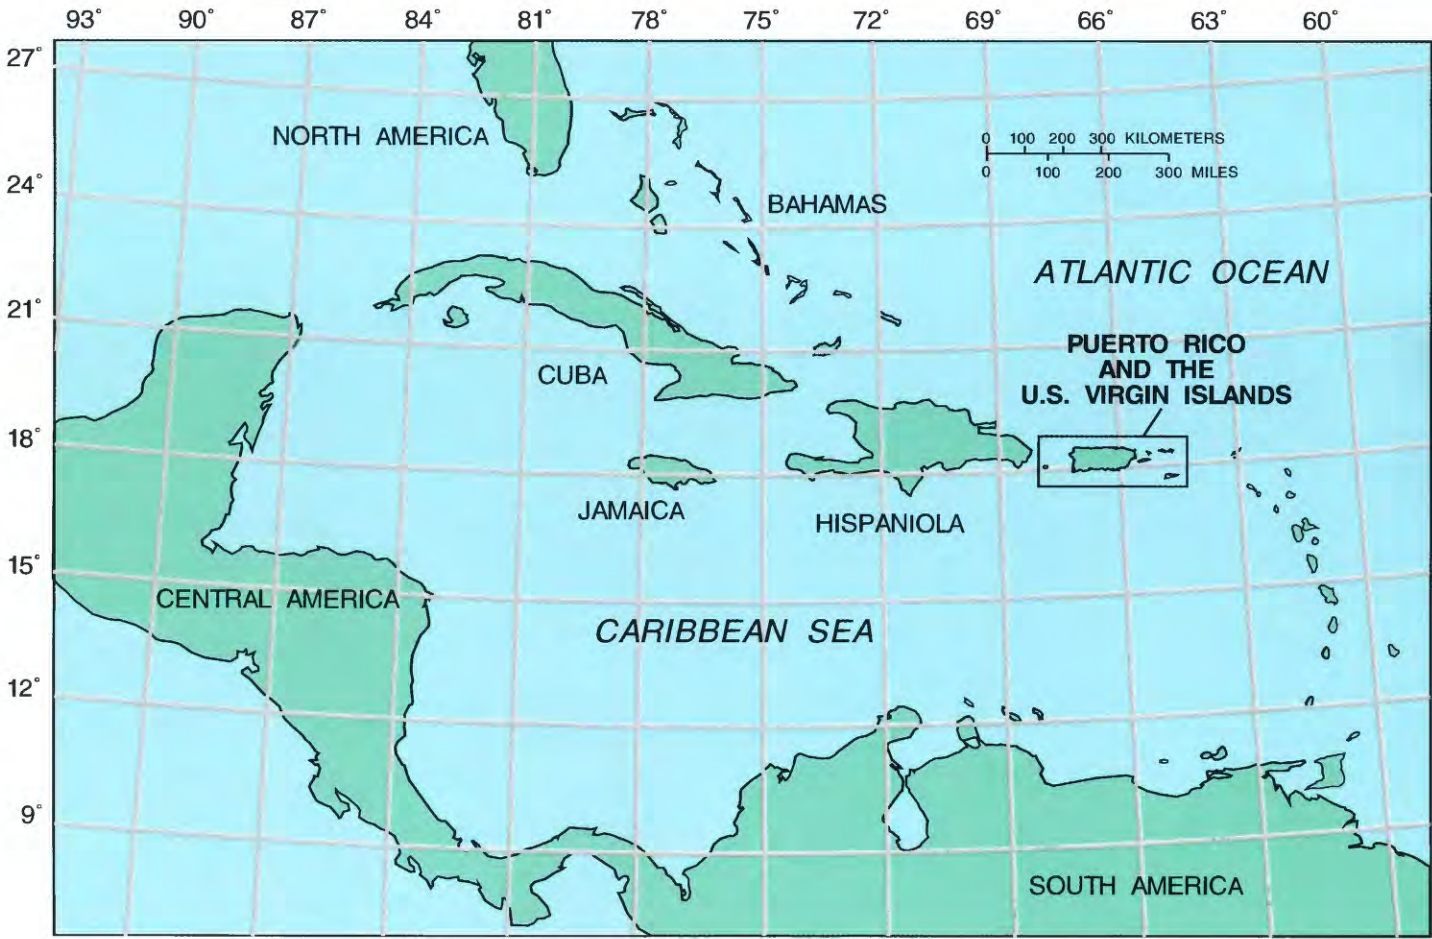 93° 90° 87° 84° 81° 78° 75° 72° 69° 66° 63° 60°
27°
NORTH AMERICA
0 100 200 300 KILOMETERS
0 100 200 300 MILES
24°
BAHAMAS
ATLANTIC OCEAN
21°
PUERTO RICO
AND THE
U.S. VIRGIN ISLANDS
CUBA
18°
JAMAICA
HISPANIOLA
15°
CENTRAL AMERICA
CARIBBEAN SEA
12°
9°
SOUTH AMERICA